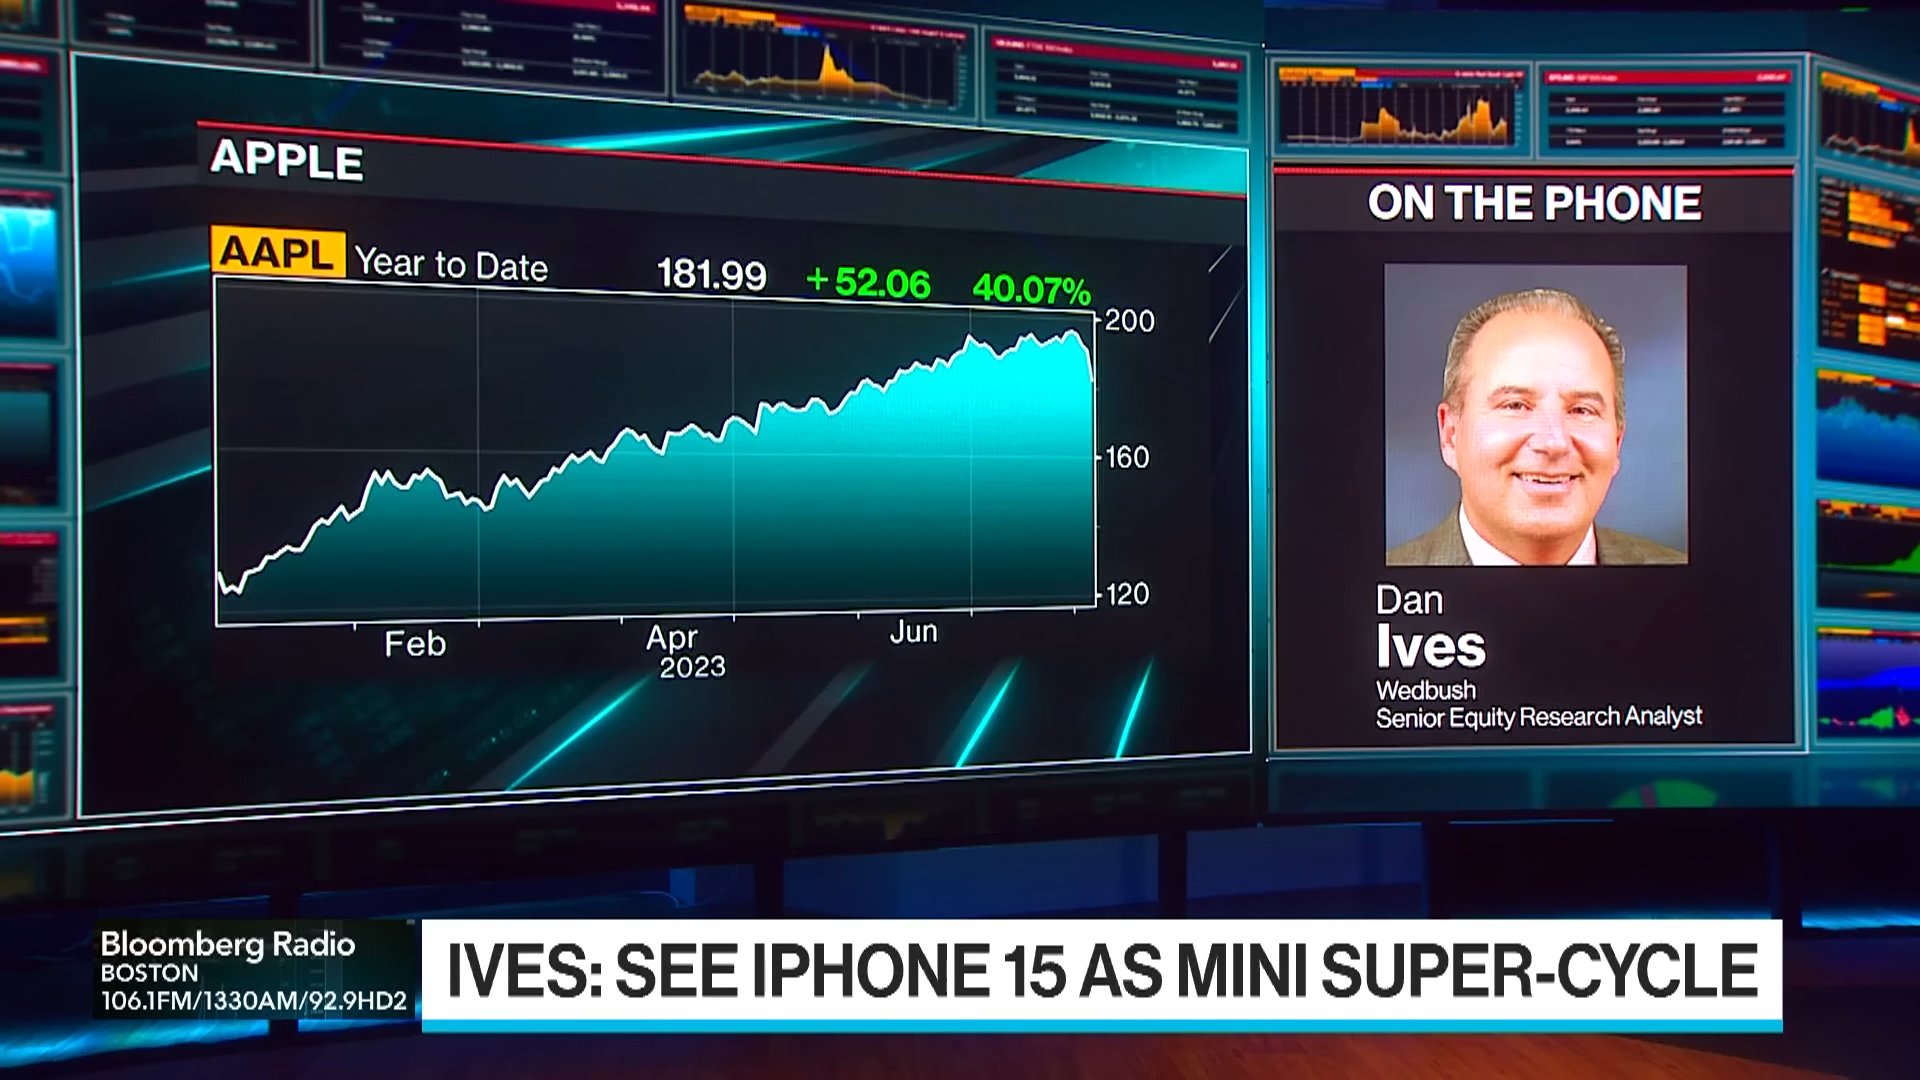 APPLE
AAPL Year to Date 181.99 +52.06 40.07%
200
160
120
Feb Apr Jun
2023
ON THE PHONE
Dan
Ives
Wedbush
Senior Equity Research Analyst
Bloomberg Radio
BOSTON
106.1FM/1330AM/92.9HD2
IVES: SEE IPHONE 15 AS MINI SUPER-CYCLE